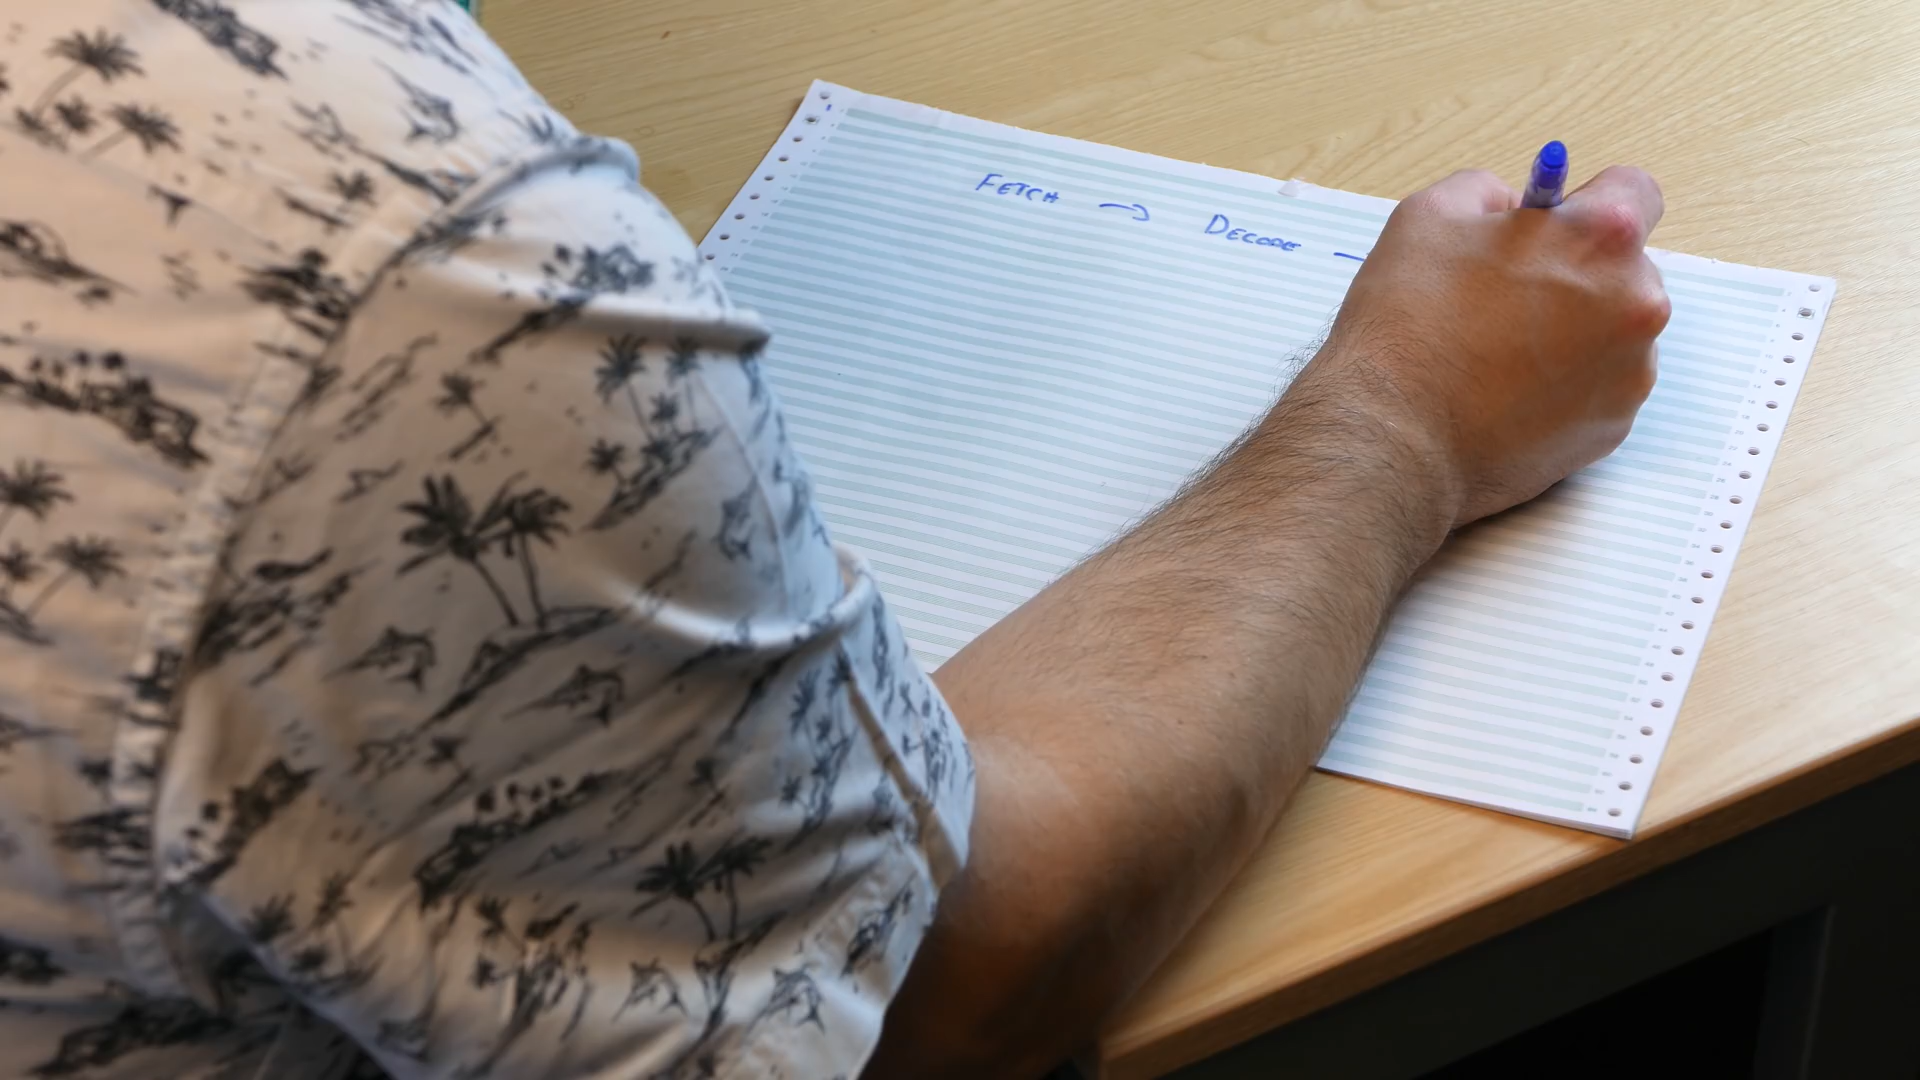 FETCH → DECODE —